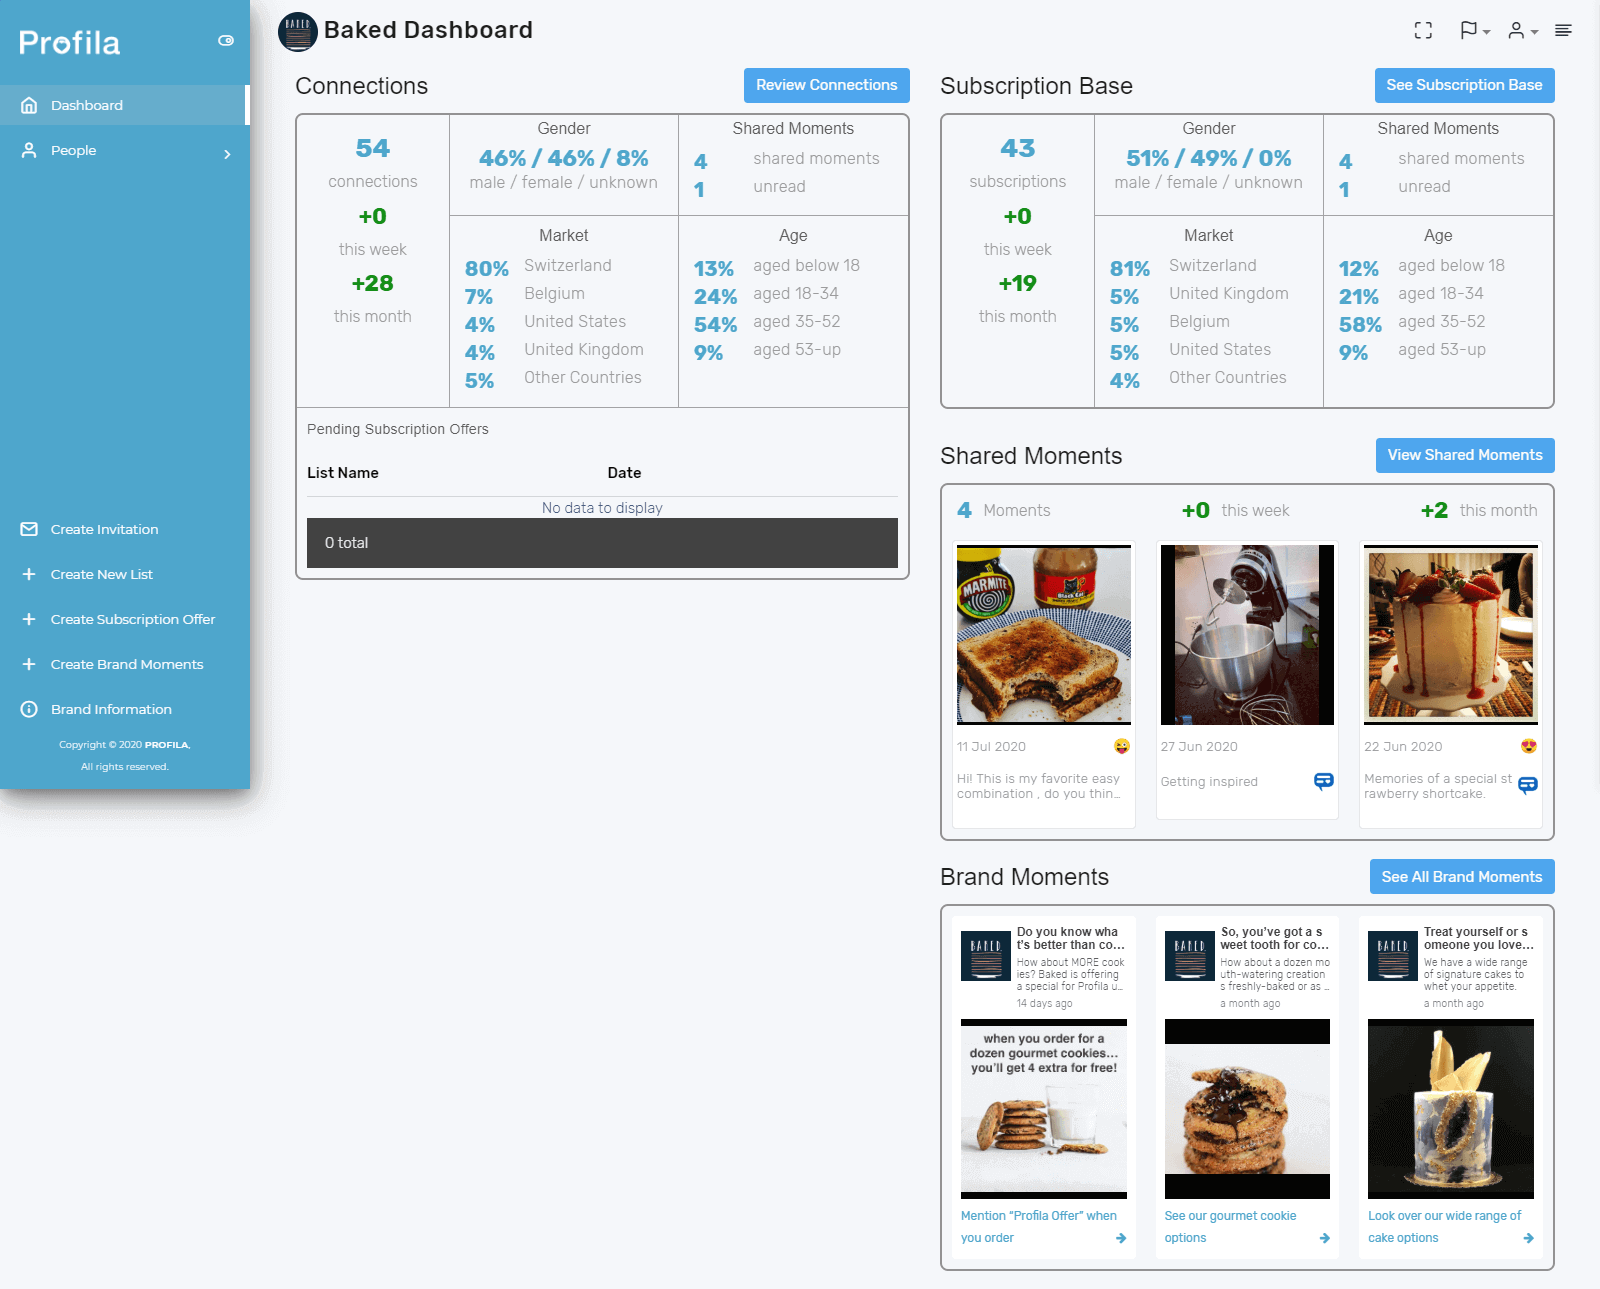 Profila
Dashboard
People
Create Invitation
Create New List
Create Subscription Offer
Create Brand Moments
Brand Information
Copyright © 2020 PROFILA,
All rights reserved.
BAKED
Baked Dashboard
Connections
Review Connections
54
connections
+0
this week
+28
this month
Gender
46% / 46% / 8%
male / female / unknown
Shared Moments
4 shared moments
1 unread
Market
80% Switzerland
7% Belgium
4% United States
4% United Kingdom
5% Other Countries
Age
13% aged below 18
24% aged 18-34
54% aged 35-52
9% aged 53-up
Pending Subscription Offers
List Name Date
No data to display
0 total
Subscription Base
See Subscription Base
43
subscriptions
+0
this week
+19
this month
Gender
51% / 49% / 0%
male / female / unknown
Shared Moments
4 shared moments
1 unread
Market
81% Switzerland
5% United Kingdom
5% Belgium
5% United States
4% Other Countries
Age
12% aged below 18
21% aged 18-34
58% aged 35-52
9% aged 53-up
Shared Moments
View Shared Moments
4 Moments +0 this week +2 this month
MARMITE
Black Cat
11 Jul 2020
Hi! This is my favorite easy
combination , do you thin...
27 Jun 2020
Getting inspired
22 Jun 2020
Memories of a special st
rawberry shortcake.
Brand Moments
See All Brand Moments
BAKED
Do you know wha
t's better than co...
How about MORE cook
ies? Baked is offering
a special for Profila u...
14 days ago
when you order for a
dozen gourmet cookies...
you'll get 4 extra for free!
Mention “Profila Offer” when
you order
BAKED
So, you’ve got a s
weet tooth for co...
How about a dozen mo
uth-watering creation
s freshly-baked or as ...
a month ago
See our gourmet cookie
options
BAKED
Treat yourself or s
omeone you love...
We have a wide range
of signature cakes to
whet your appetite.
a month ago
Look over our wide range of
cake options